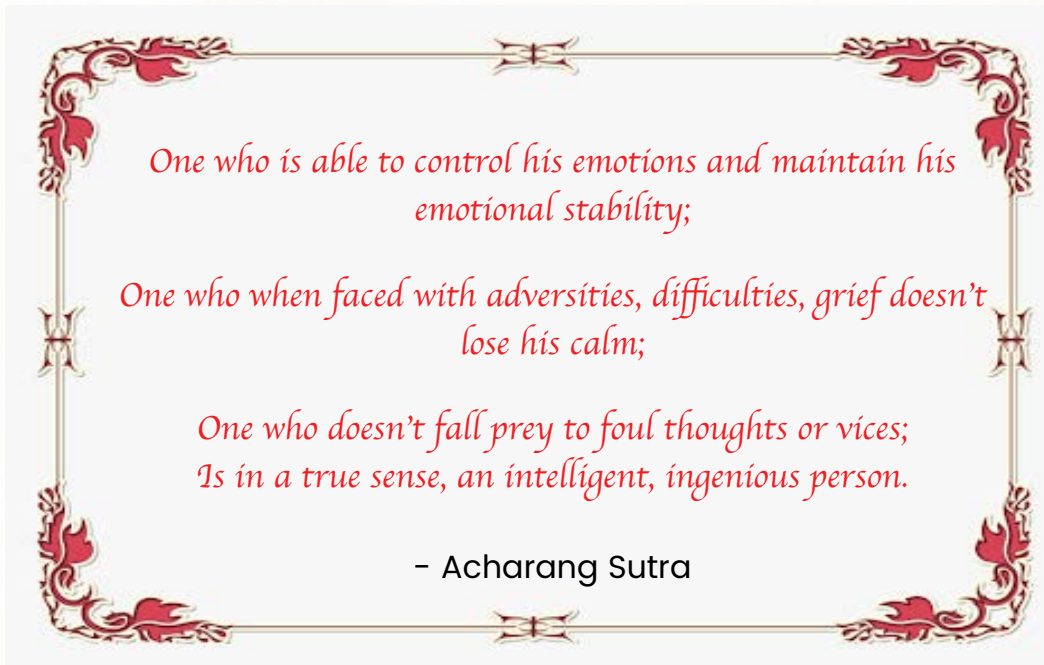 One who is able to control his emotions and maintain his
emotional stability;
One who when faced with adversities, difficulties, grief doesn't
lose his calm;
One who doesn't fall prey to foul thoughts or vices;
Is in a true sense, an intelligent, ingenious person.
- Acharang Sutra